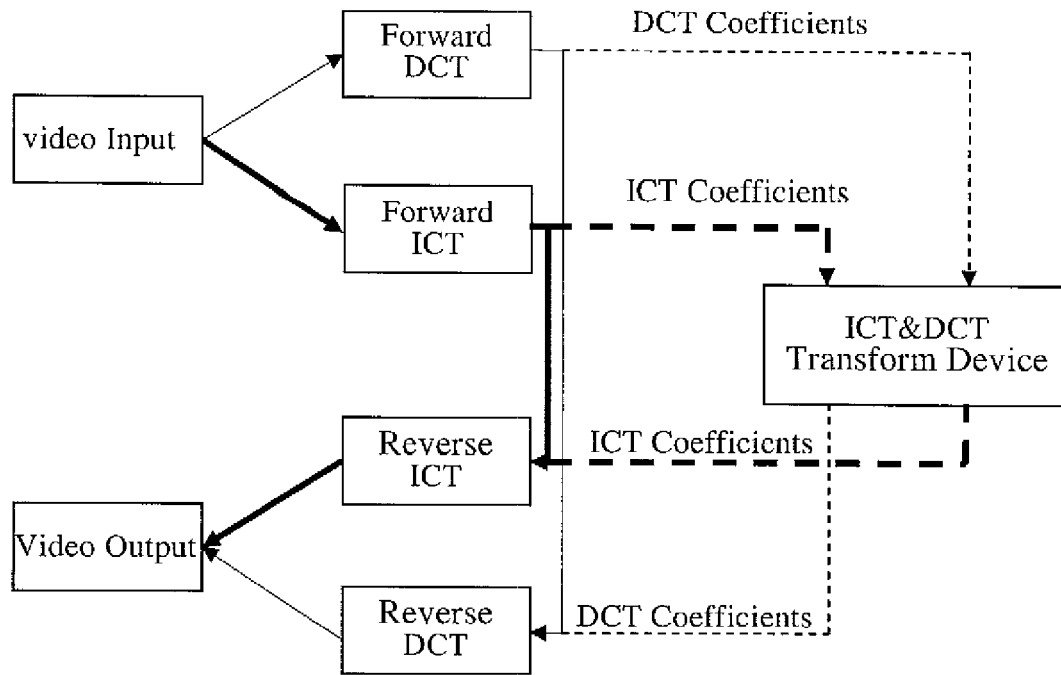 Forward
DCT
DCT Coefficients
video Input
Forward
ICT
ICT Coefficients
ICT&DCT
Transform Device
Reverse
ICT
ICT Coefficients
Video Output
Reverse
DCT
DCT Coefficients